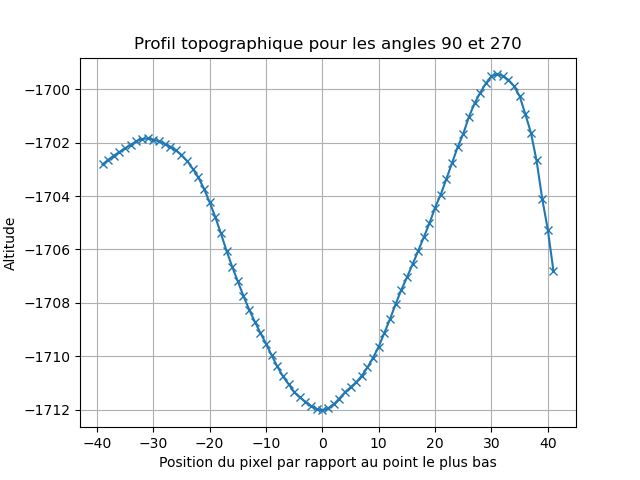 Profil topographique pour les angles 90 et 270
−1700
−1702
−1704
−1706
−1708
−1710
−1712
Altitude
−40 −30 −20 −10 0 10 20 30 40
Position du pixel par rapport au point le plus bas